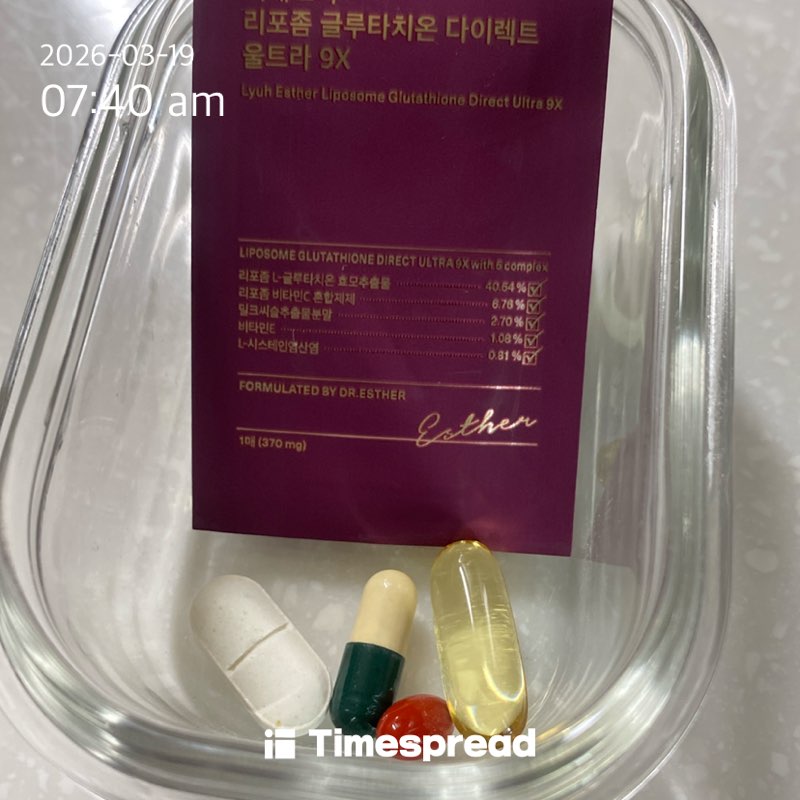 2026-03-19
07:40 am
리포좀 글루타치온 다이렉트
울트라 9X
Lyuh Esther Liposome Glutathione Direct Ultra 9X
LIPOSOME GLUTATHIONE DIRECT ULTRA 9X with 5 complex
리포좀 L-글루타치온 효모추출물 40.54 %
리포좀 비타민C 혼합제제 6.76 %
밀크씨슬추출물분말 2.70 %
비타민E 1.08 %
L-시스테인염산염 0.81 %
FORMULATED BY DR.ESTHER
Esther
1매 (370 mg)
Timespread